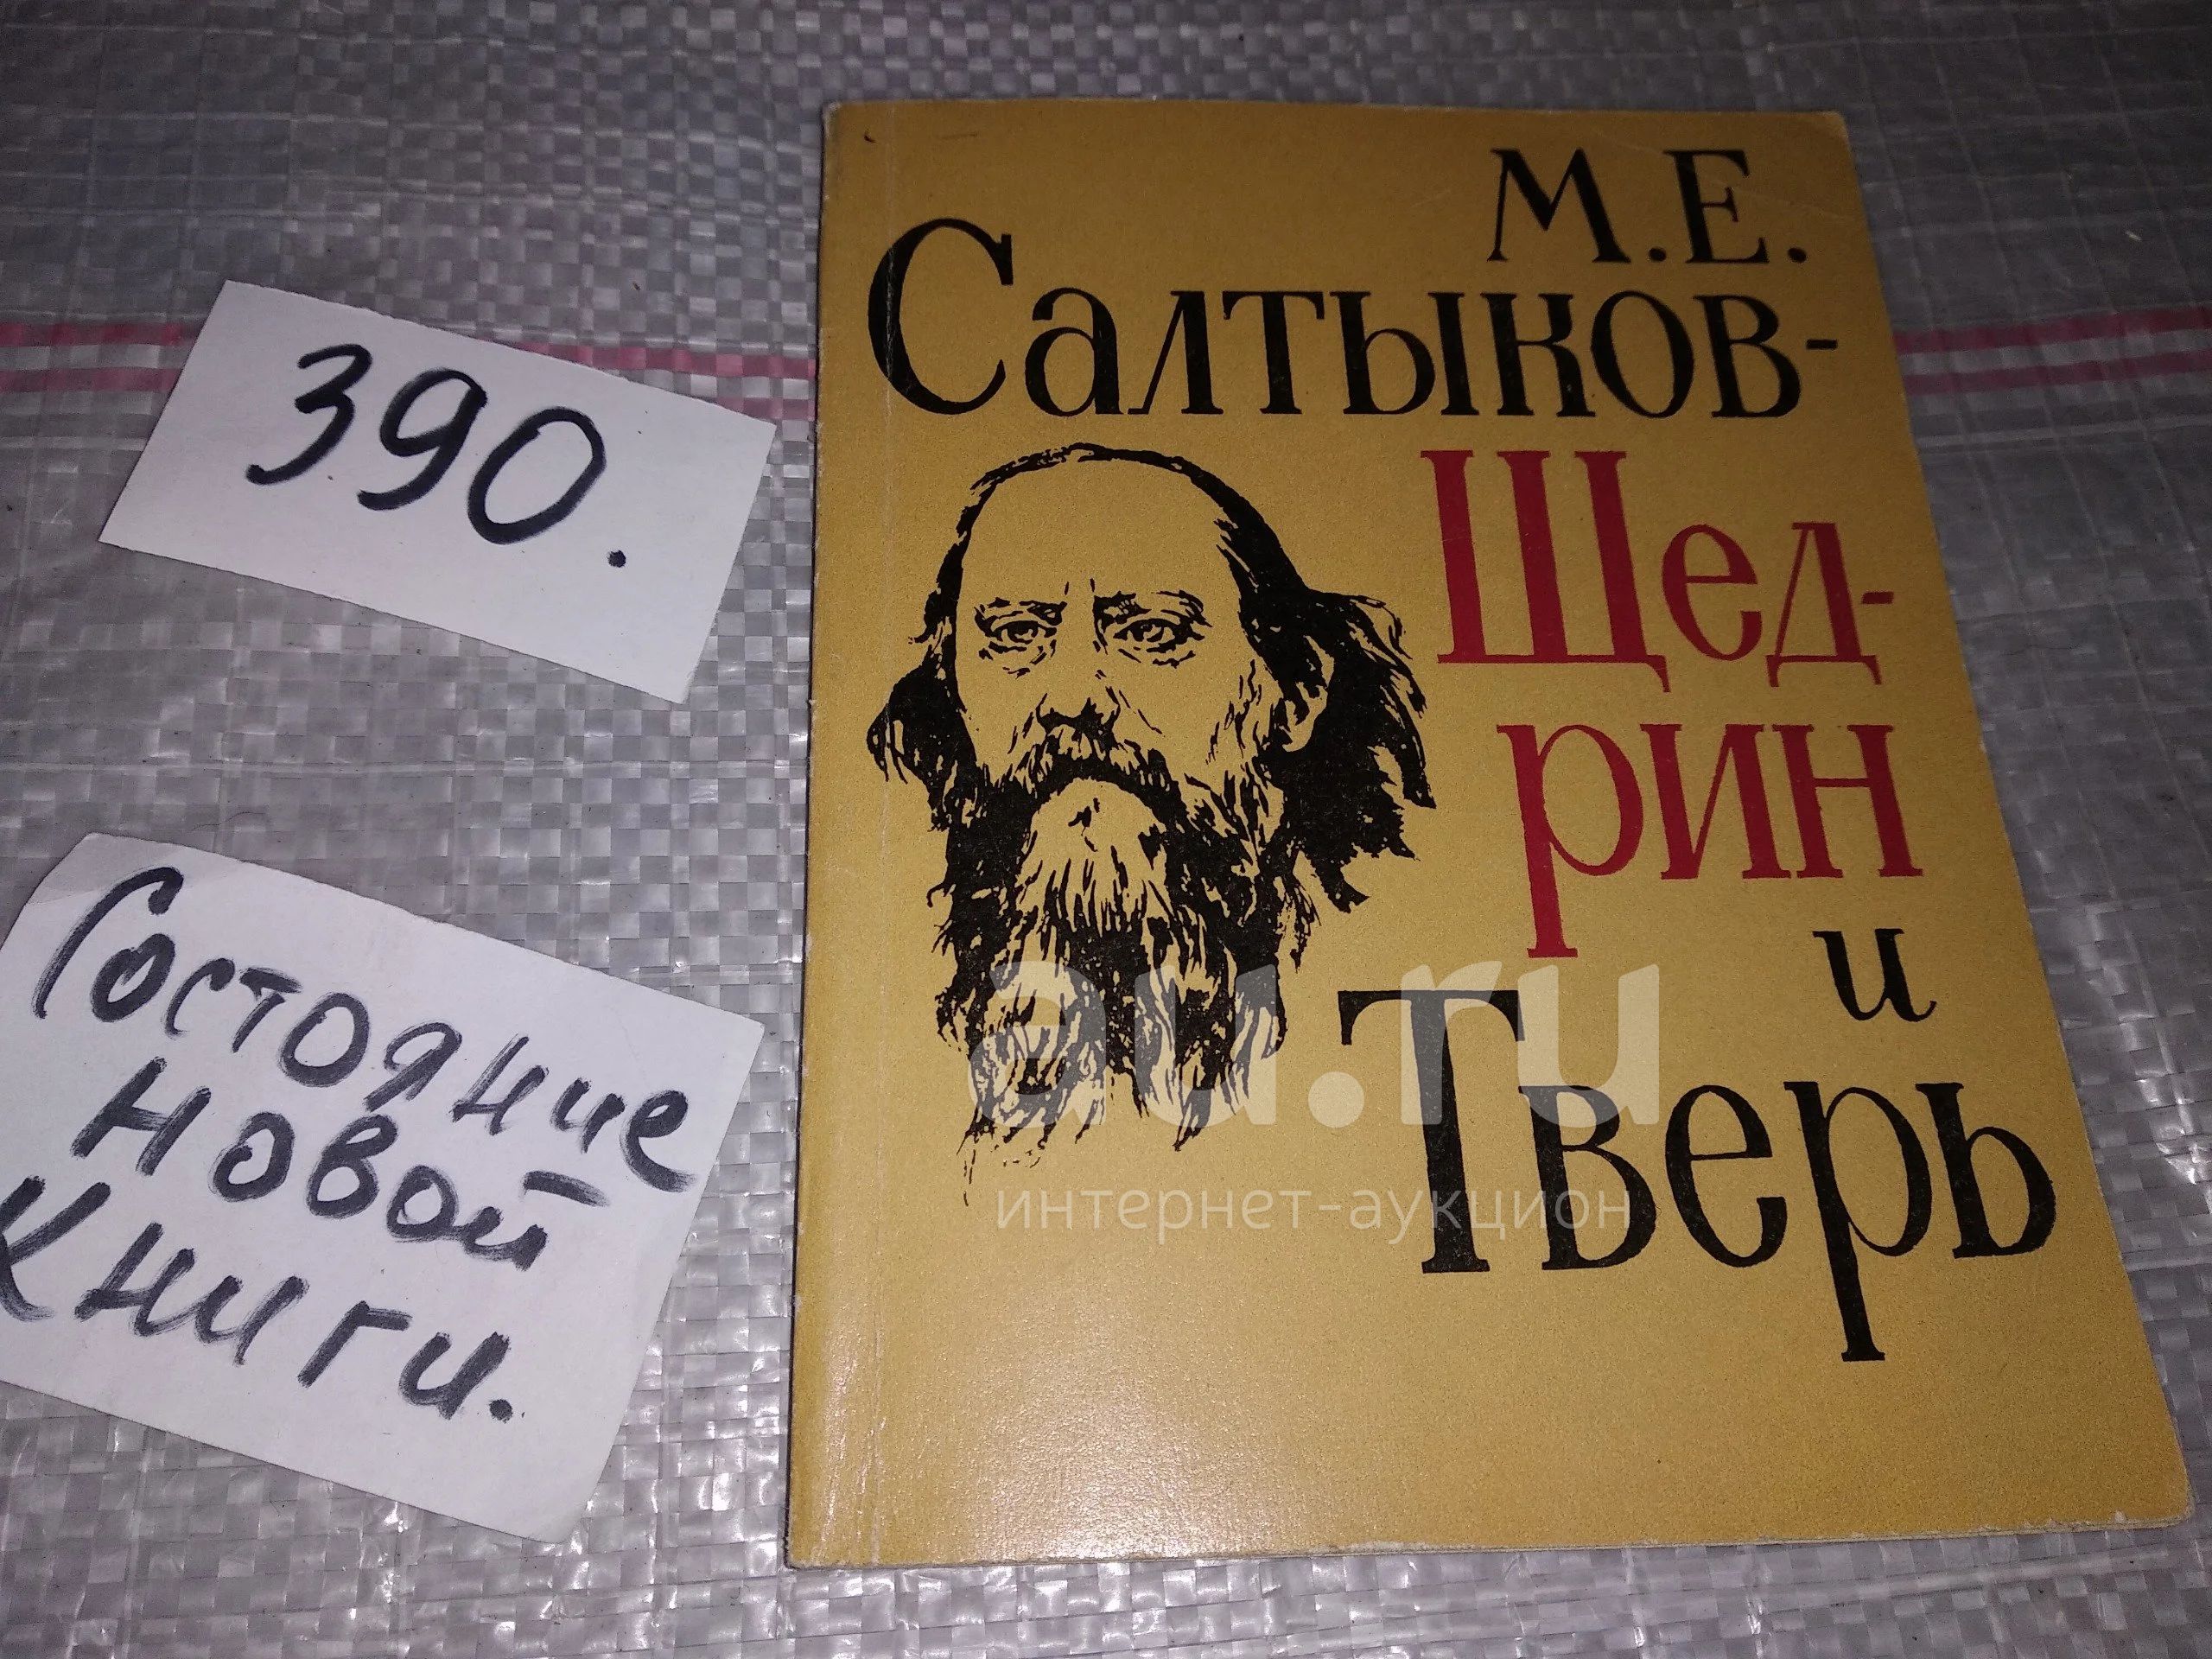 390.
Состояние
новой
книги.
М.Е.
Салтыков-
Щед-
рин
и
Тверь
au.ru
интернет-аукцион